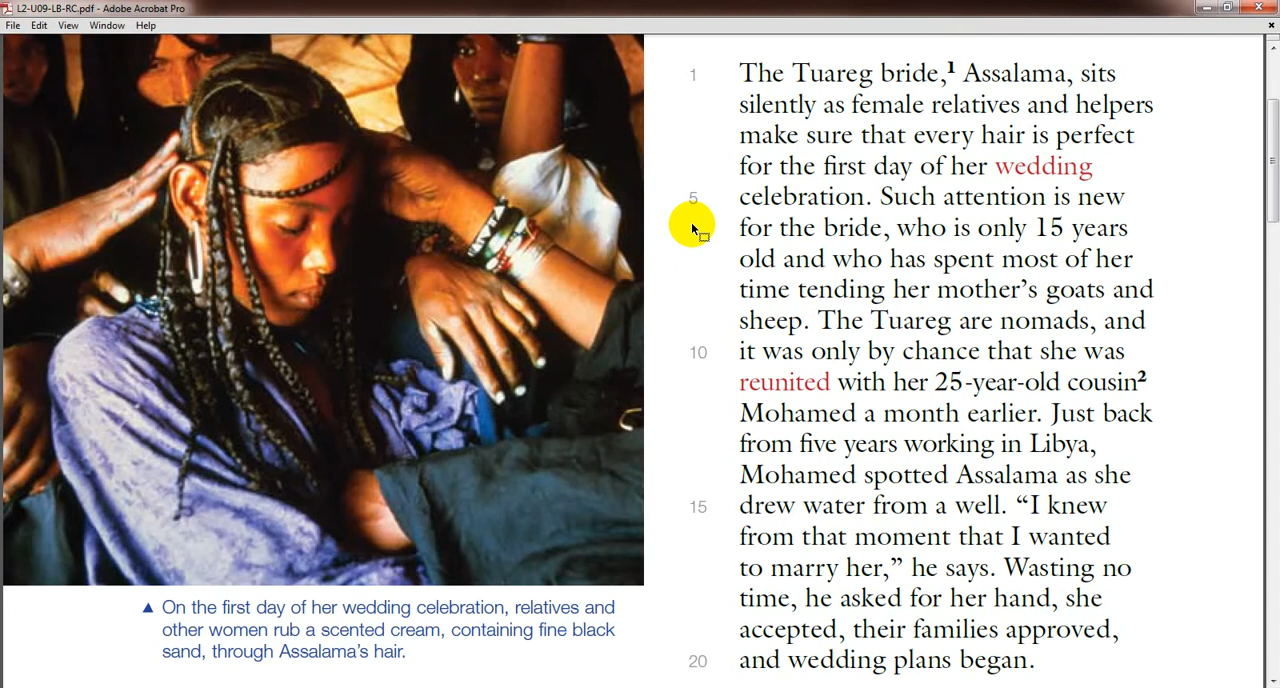 L2-U09-LB-RC.pdf - Adobe Acrobat Pro
File Edit View Window Help
▲ On the first day of her wedding celebration, relatives and
other women rub a scented cream, containing fine black
sand, through Assalama's hair.
1 The Tuareg bride,¹ Assalama, sits
silently as female relatives and helpers
make sure that every hair is perfect
for the first day of her wedding
5 celebration. Such attention is new
for the bride, who is only 15 years
old and who has spent most of her
time tending her mother's goats and
sheep. The Tuareg are nomads, and
10 it was only by chance that she was
reunited with her 25-year-old cousin²
Mohamed a month earlier. Just back
from five years working in Libya,
Mohamed spotted Assalama as she
15 drew water from a well. “I knew
from that moment that I wanted
to marry her,” he says. Wasting no
time, he asked for her hand, she
accepted, their families approved,
20 and wedding plans began.